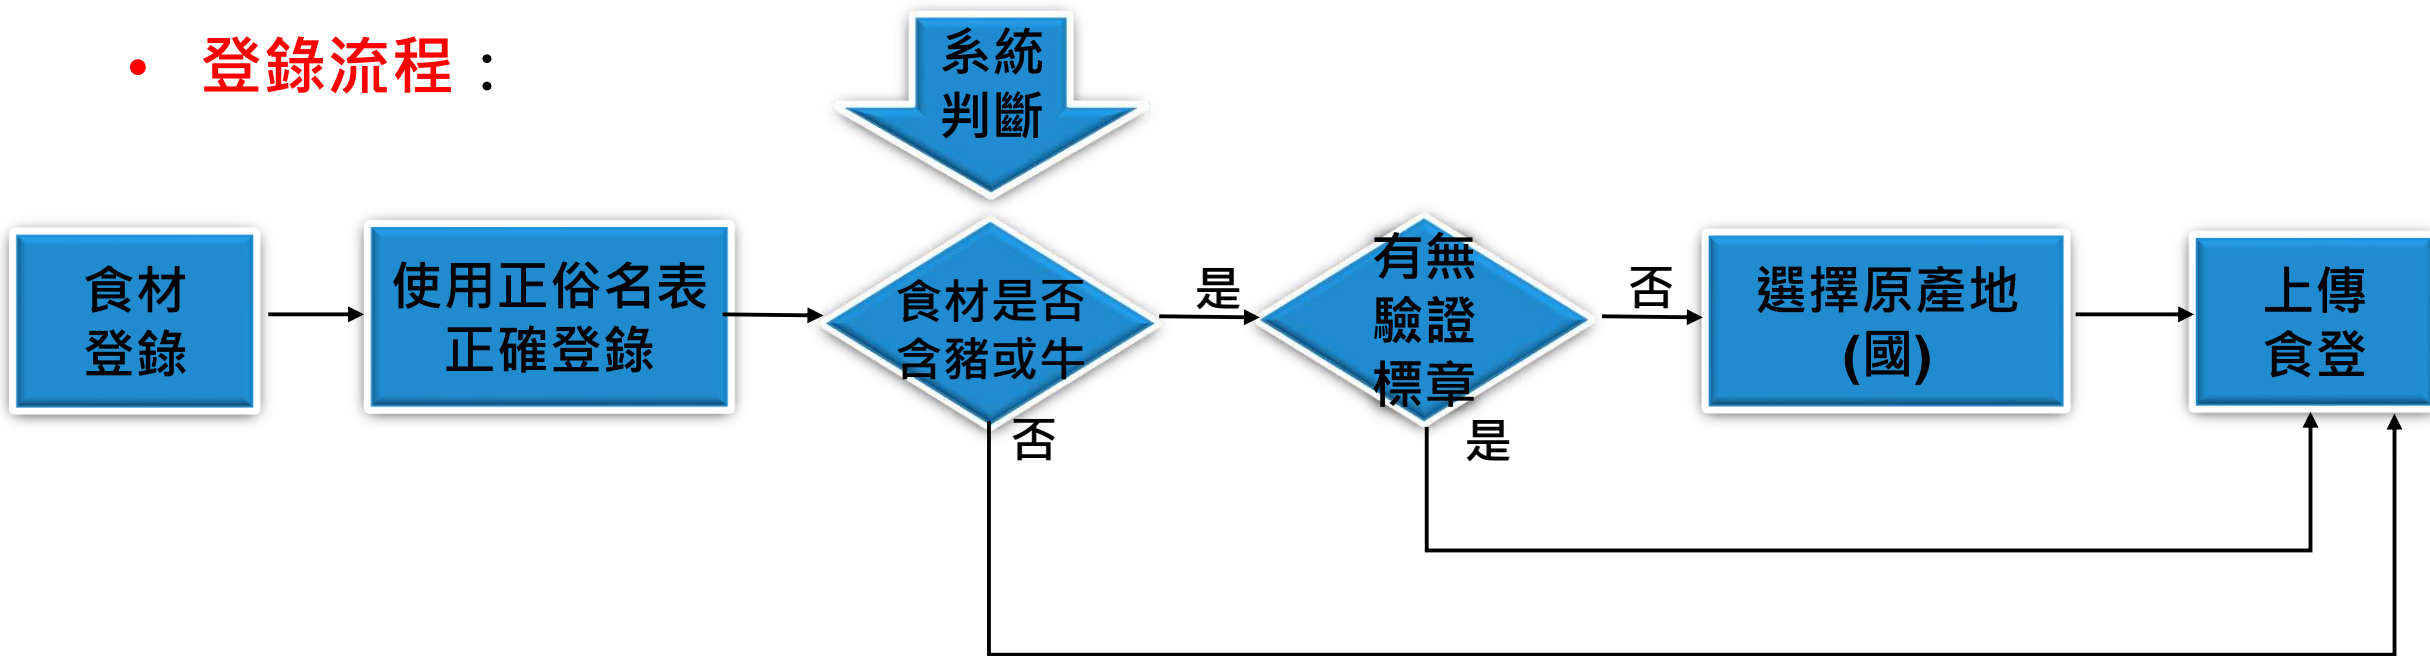 • 登錄流程：
系統
判斷
食材
登錄
使用正俗名表
正確登錄
食材是否
含豬或牛
是
否
有無
驗證
標章
否
是
選擇原產地
(國)
上傳
食登